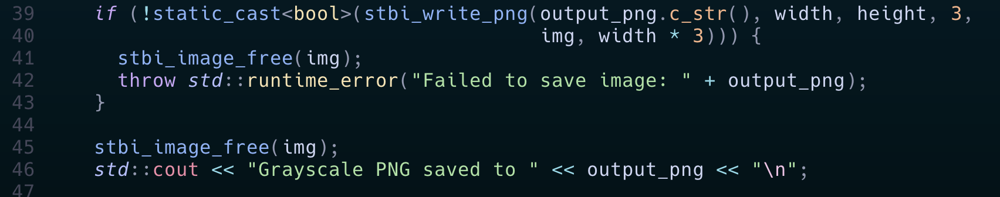 39     if (!static_cast<bool>(stbi_write_png(output_png.c_str(), width, height, 3,
40                                           img, width * 3))) {
41       stbi_image_free(img);
42       throw std::runtime_error("Failed to save image: " + output_png);
43     }
44
45     stbi_image_free(img);
46     std::cout << "Grayscale PNG saved to " << output_png << "\n";
47